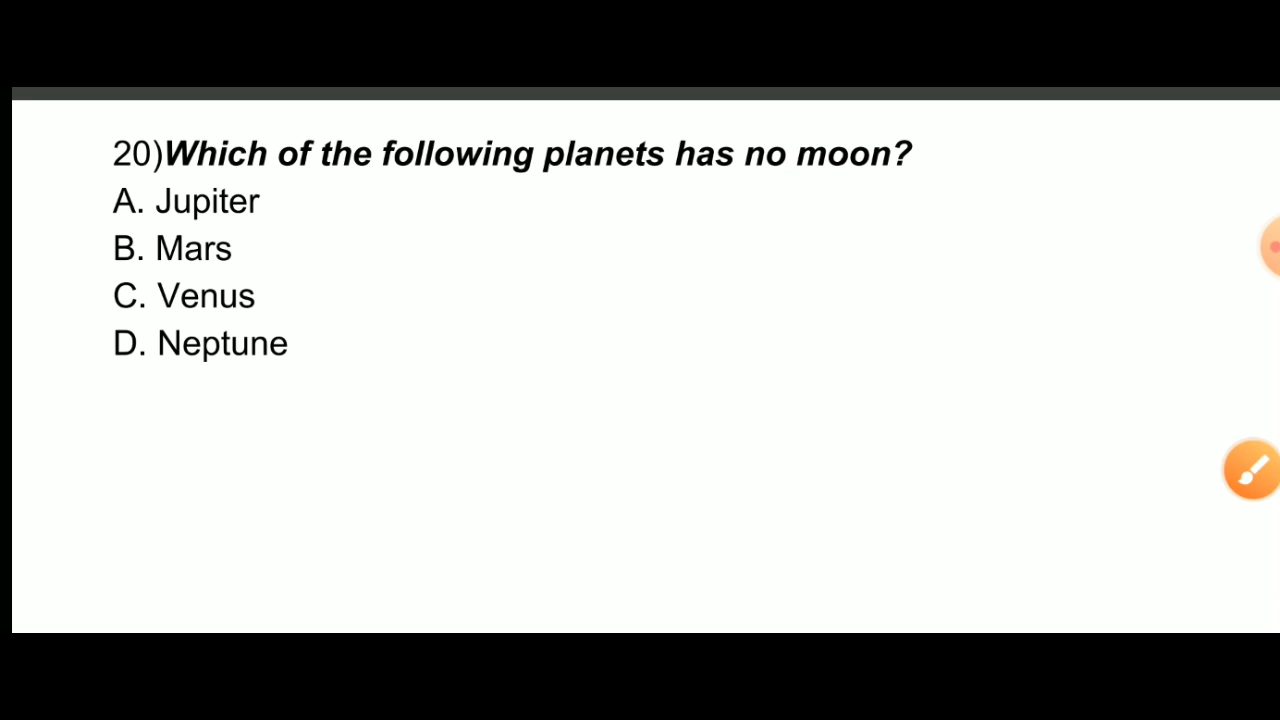 20)Which of the following planets has no moon?
A. Jupiter
B. Mars
C. Venus
D. Neptune